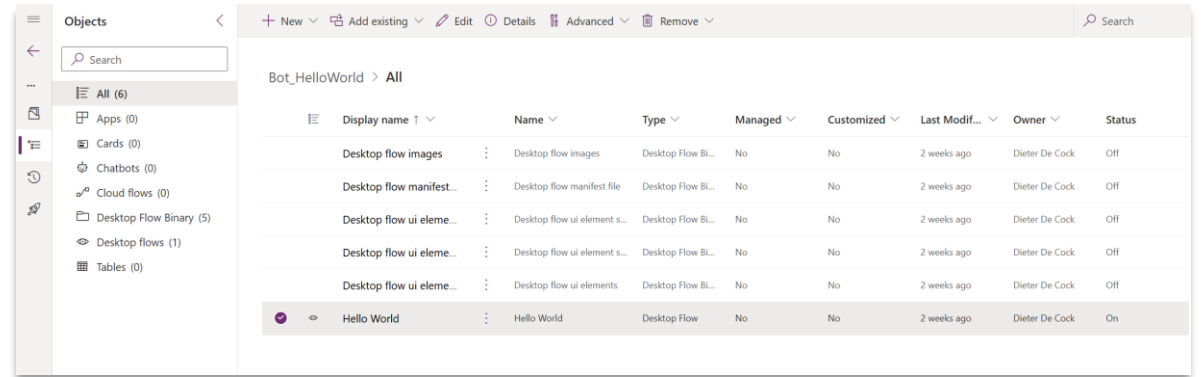 Objects
New
Add existing
Edit
Details
Advanced
Remove
Search
Search
All (6)
Apps (0)
Cards (0)
Chatbots (0)
Cloud flows (0)
Desktop Flow Binary (5)
Desktop flows (1)
Tables (0)
Bot_HelloWorld > All
Display name ↑ Name Type Managed Customized Last Modif... Owner Status
Desktop flow images Desktop flow images Desktop Flow Bi... No No 2 weeks ago Dieter De Cock Off
Desktop flow manifest... Desktop flow manifest file Desktop Flow Bi... No No 2 weeks ago Dieter De Cock Off
Desktop flow ui eleme... Desktop flow ui element s... Desktop Flow Bi... No No 2 weeks ago Dieter De Cock Off
Desktop flow ui eleme... Desktop flow ui element s... Desktop Flow Bi... No No 2 weeks ago Dieter De Cock Off
Desktop flow ui eleme... Desktop flow ui elements Desktop Flow Bi... No No 2 weeks ago Dieter De Cock Off
Hello World Hello World Desktop Flow No No 2 weeks ago Dieter De Cock On